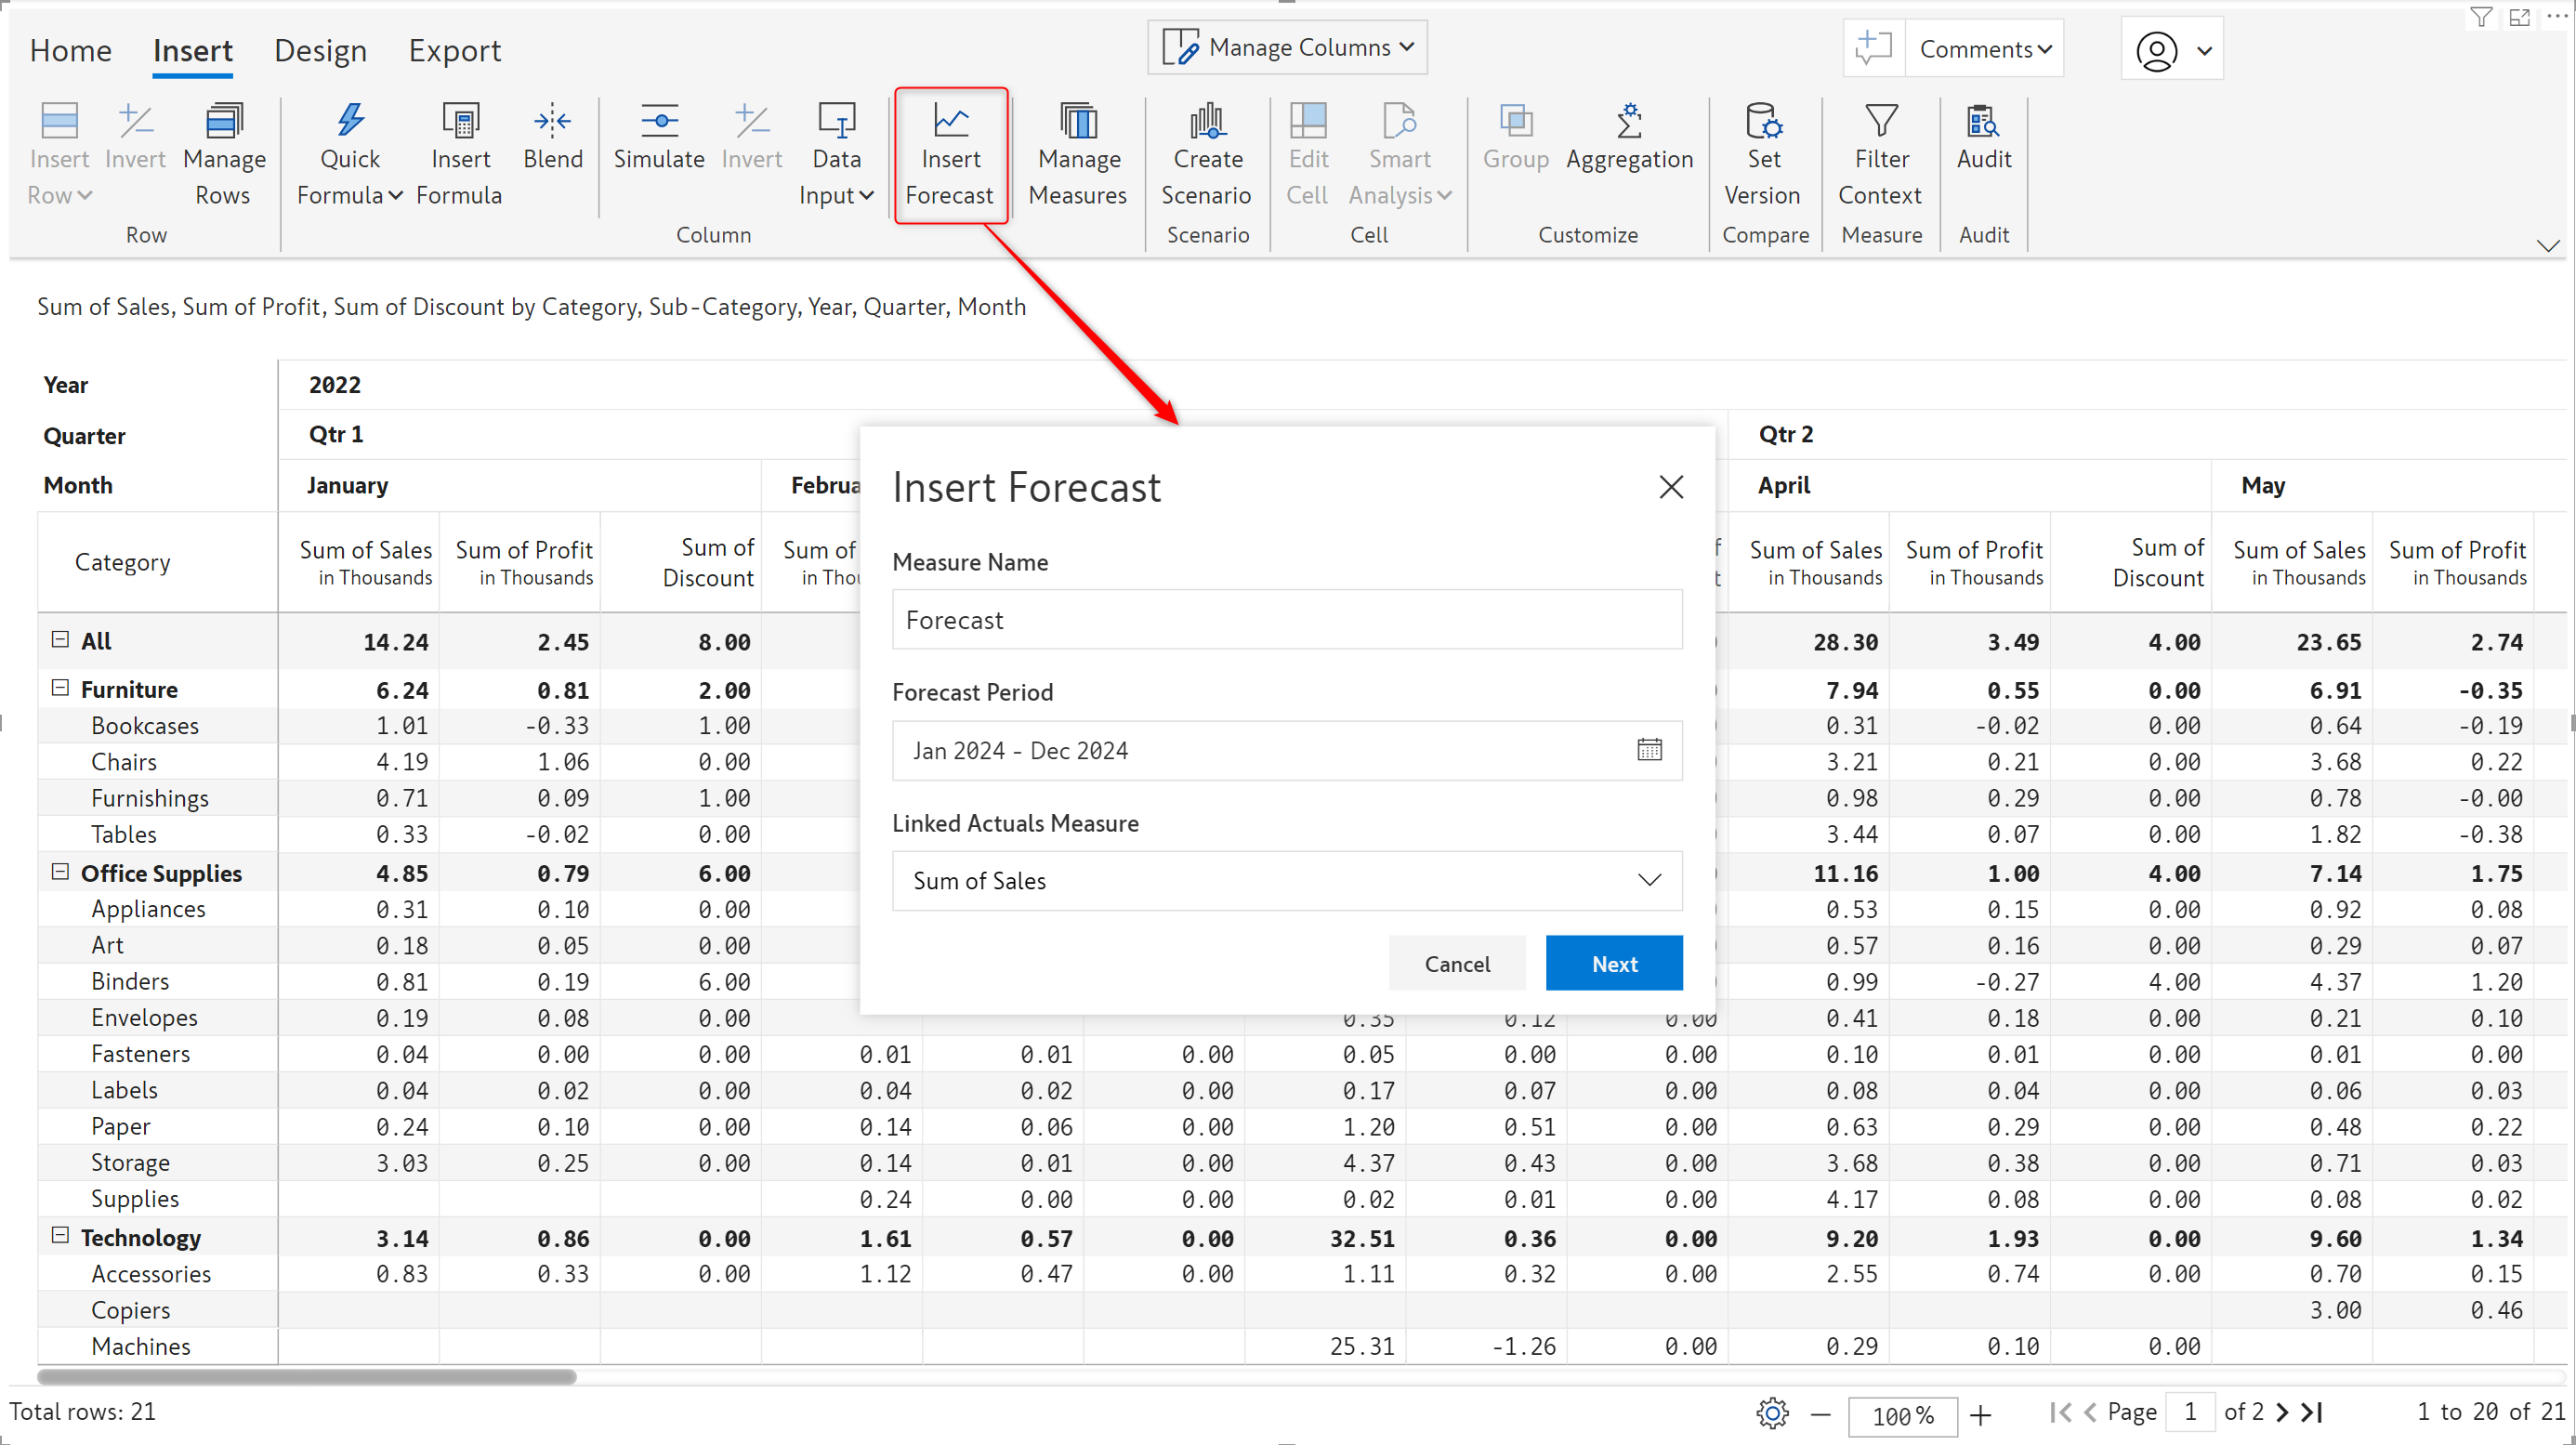 Home Insert Design Export Manage Columns Comments
Insert Row Invert Manage Rows Quick Formula Insert Formula Blend Simulate Invert Data Input Insert Forecast Manage Measures Create Scenario Edit Cell Smart Analysis Group Aggregation Set Version Filter Context Audit
Row Column Scenario Cell Customize Compare Measure Audit
Sum of Sales, Sum of Profit, Sum of Discount by Category, Sub-Category, Year, Quarter, Month
Year 2022
Quarter Qtr 1 Qtr 2
Month January April May
Category Sum of Sales in Thousands Sum of Profit in Thousands Sum of Discount Sum of Sum of Sales in Thousands Sum of Profit in Thousands Sum of Discount Sum of Sales in Thousands Sum of Profit in Thousands
All 14.24 2.45 8.00 28.30 3.49 4.00 23.65 2.74
Furniture 6.24 0.81 2.00 7.94 0.55 0.00 6.91 -0.35
Bookcases 1.01 -0.33 1.00 0.31 -0.02 0.00 0.64 -0.19
Chairs 4.19 1.06 0.00 3.21 0.21 0.00 3.68 0.22
Furnishings 0.71 0.09 1.00 0.98 0.29 0.00 0.78 -0.00
Tables 0.33 -0.02 0.00 3.44 0.07 0.00 1.82 -0.38
Office Supplies 4.85 0.79 6.00 11.16 1.00 4.00 7.14 1.75
Appliances 0.31 0.10 0.00 0.53 0.15 0.00 0.92 0.08
Art 0.18 0.05 0.00 0.57 0.16 0.00 0.29 0.07
Binders 0.81 0.19 6.00 0.99 -0.27 4.00 4.37 1.20
Envelopes 0.19 0.08 0.00 0.35 0.12 0.00 0.41 0.18 0.00 0.21 0.10
Fasteners 0.04 0.00 0.00 0.01 0.01 0.00 0.05 0.00 0.00 0.10 0.01 0.00 0.01 0.00
Labels 0.04 0.02 0.00 0.04 0.02 0.00 0.17 0.07 0.00 0.08 0.04 0.00 0.06 0.03
Paper 0.24 0.10 0.00 0.14 0.06 0.00 1.20 0.51 0.00 0.63 0.29 0.00 0.48 0.22
Storage 3.03 0.25 0.00 0.14 0.01 0.00 4.37 0.43 0.00 3.68 0.38 0.00 0.71 0.03
Supplies 0.24 0.00 0.00 0.02 0.01 0.00 4.17 0.08 0.00 0.08 0.02
Technology 3.14 0.86 0.00 1.61 0.57 0.00 32.51 0.36 0.00 9.20 1.93 0.00 9.60 1.34
Accessories 0.83 0.33 0.00 1.12 0.47 0.00 1.11 0.32 0.00 2.55 0.74 0.00 0.70 0.15
Copiers 3.00 0.46
Machines 25.31 -1.26 0.00 0.29 0.10 0.00
Insert Forecast
Measure Name
Forecast
Forecast Period
Jan 2024 - Dec 2024
Linked Actuals Measure
Sum of Sales
Cancel Next
Total rows: 21 100% Page 1 of 2 1 to 20 of 21